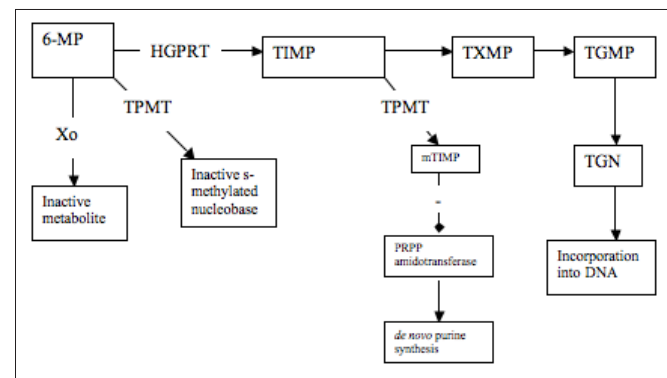 6-MP
HGPRT
TIMP
TXMP
TGMP
TPMT
TPMT
Xo
mTIMP
TGN
Inactive s-
methylated
nucleobase
Inactive
metabolite
-
PRPP
amidotransferase
Incorporation
into DNA
de novo purine
synthesis